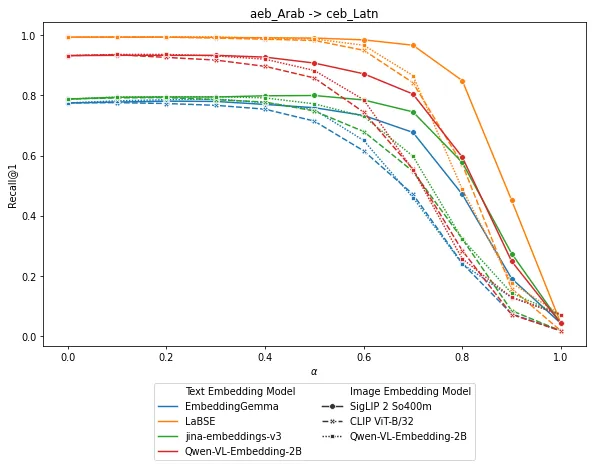 aeb_Arab -> ceb_Latn
Recall@1
1.0
0.8
0.6
0.4
0.2
0.0
0.0 0.2 0.4 0.6 0.8 1.0
α
Text Embedding Model
EmbeddingGemma
LaBSE
jina-embeddings-v3
Qwen-VL-Embedding-2B
Image Embedding Model
SigLIP 2 So400m
CLIP ViT-B/32
Qwen-VL-Embedding-2B